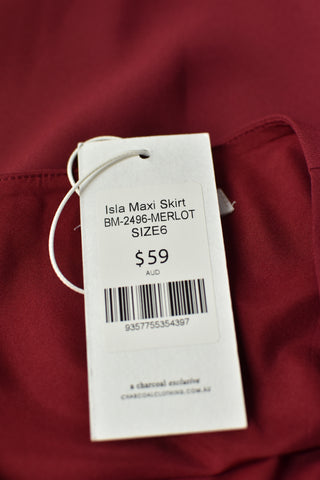 Isla Maxi Skirt
BM-2496-MERLOT
SIZE6
$59
AUD
9357755354397
a charcoal exclusive
CHARCOALCLOTHING.COM.AU